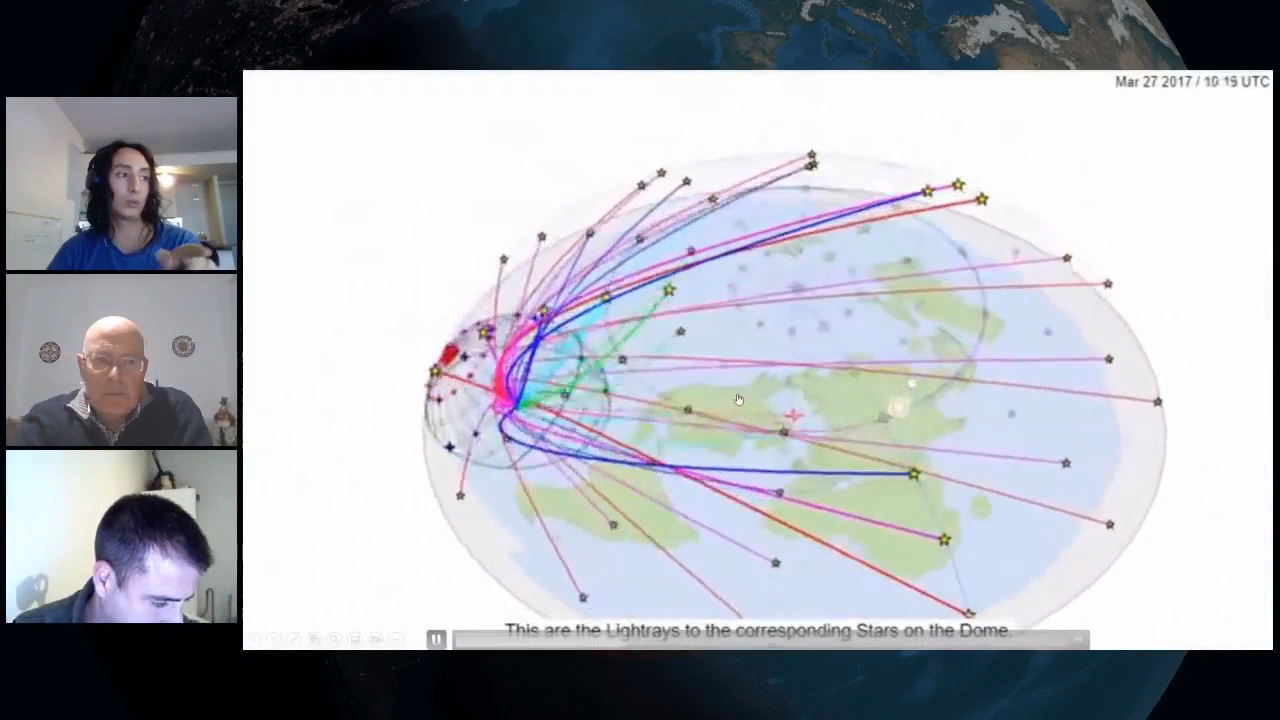 Mar 27 2017 / 10:15 UTC
This are the Lightrays to the corresponding Stars on the Dome.